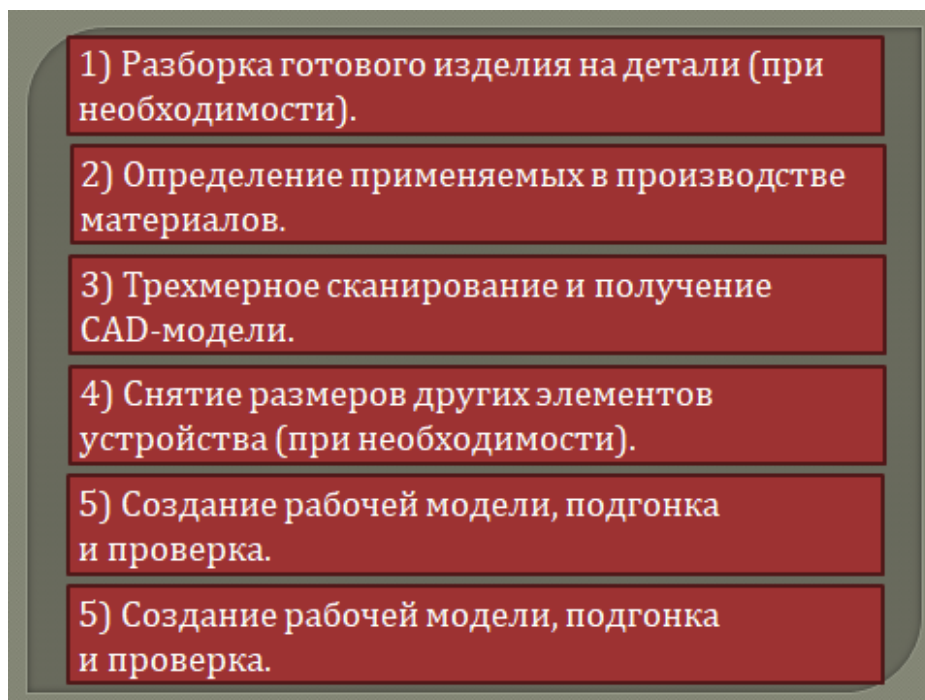 1) Разборка готового изделия на детали (при
необходимости).
2) Определение применяемых в производстве
материалов.
3) Трехмерное сканирование и получение
CAD-модели.
4) Снятие размеров других элементов
устройства (при необходимости).
5) Создание рабочей модели, подгонка
и проверка.
5) Создание рабочей модели, подгонка
и проверка.